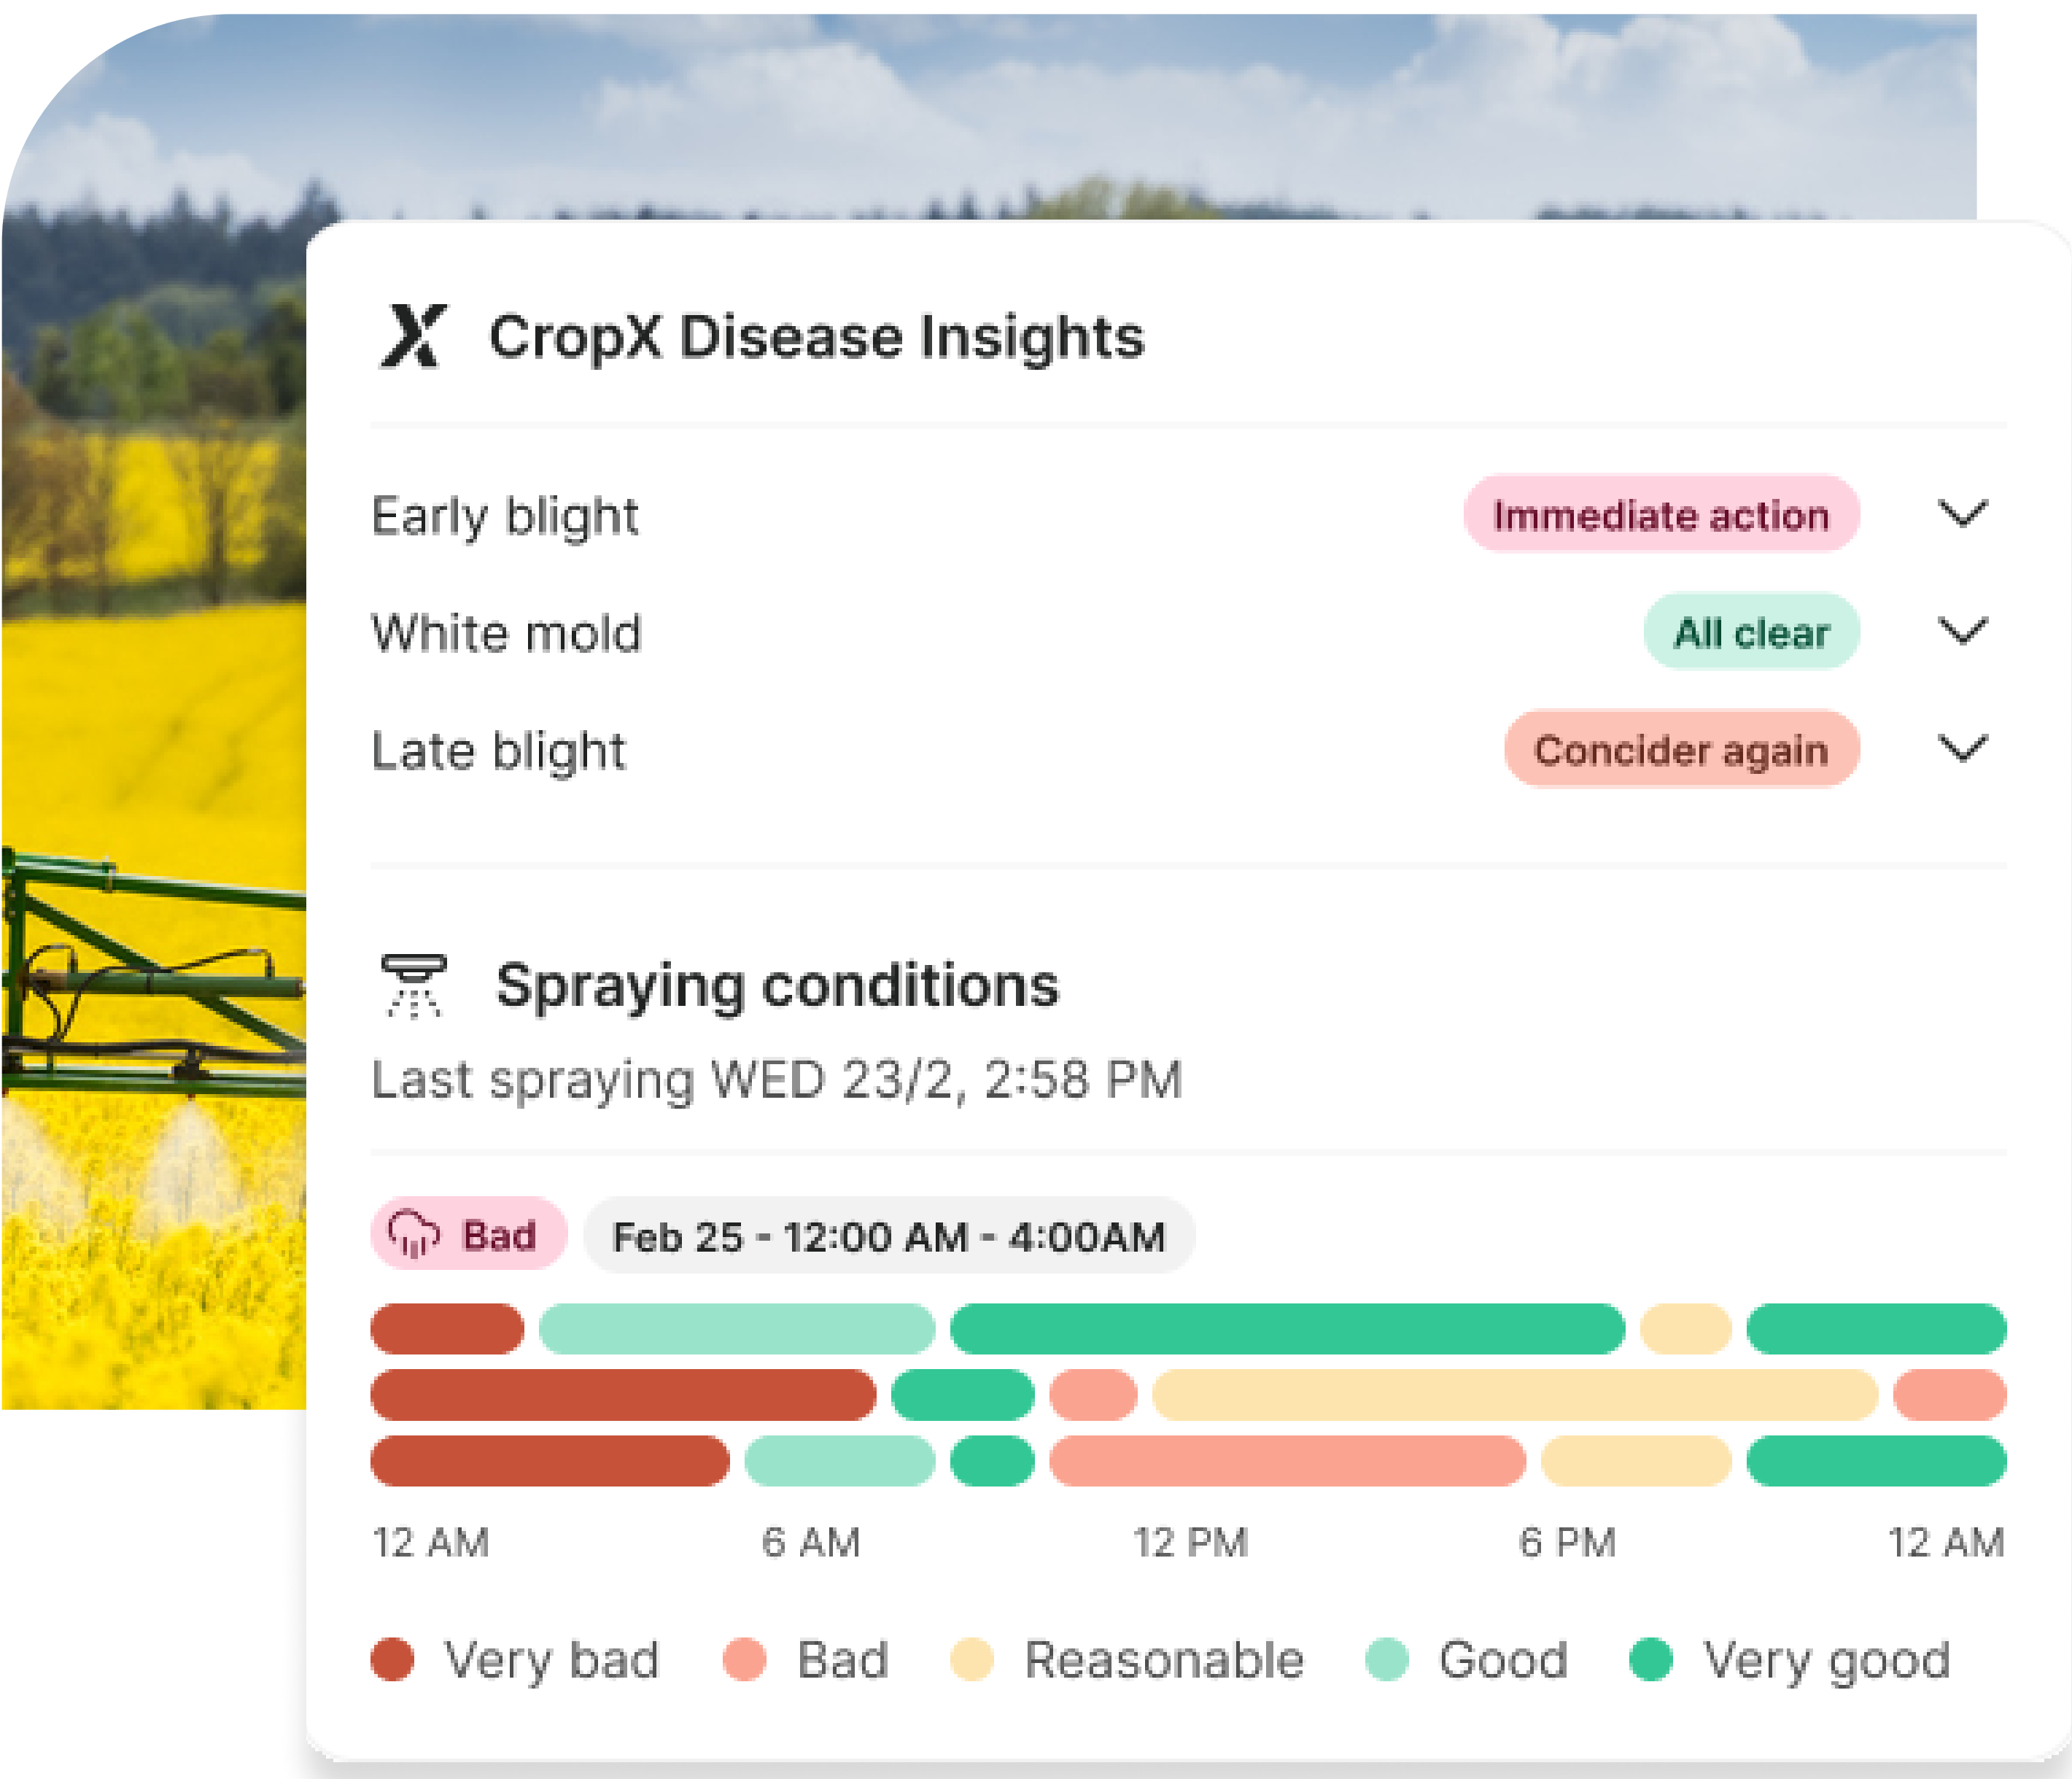 CropX Disease Insights
Early blight Immediate action
White mold All clear
Late blight Concider again
Spraying conditions
Last spraying WED 23/2, 2:58 PM
Bad Feb 25 - 12:00 AM - 4:00AM
12 AM 6 AM 12 PM 6 PM 12 AM
Very bad Bad Reasonable Good Very good